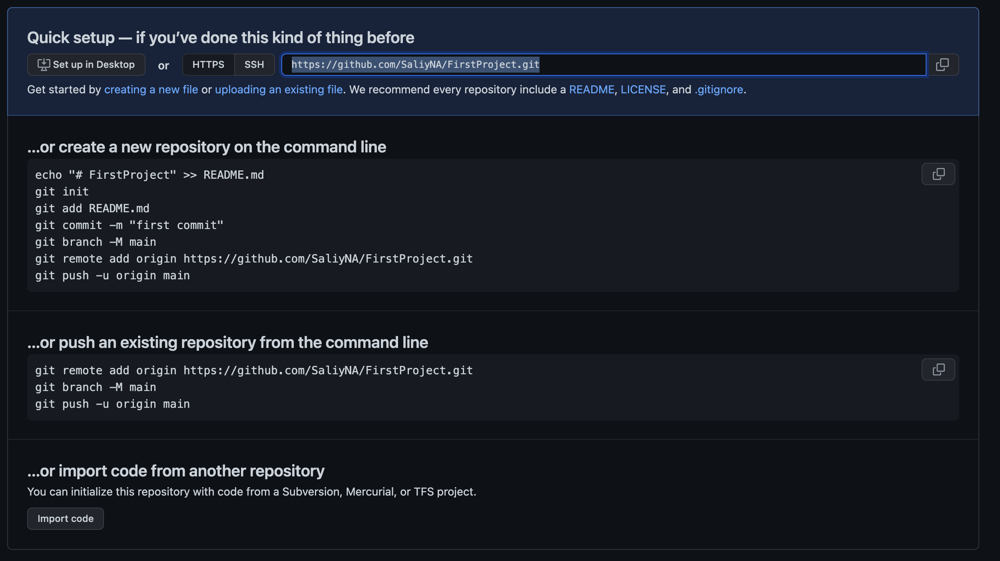 Quick setup — if you’ve done this kind of thing before
Set up in Desktop or HTTPS SSH https://github.com/SaliyNA/FirstProject.git
Get started by creating a new file or uploading an existing file. We recommend every repository include a README, LICENSE, and .gitignore.
…or create a new repository on the command line
echo "# FirstProject" >> README.md
git init
git add README.md
git commit -m "first commit"
git branch -M main
git remote add origin https://github.com/SaliyNA/FirstProject.git
git push -u origin main
…or push an existing repository from the command line
git remote add origin https://github.com/SaliyNA/FirstProject.git
git branch -M main
git push -u origin main
…or import code from another repository
You can initialize this repository with code from a Subversion, Mercurial, or TFS project.
Import code